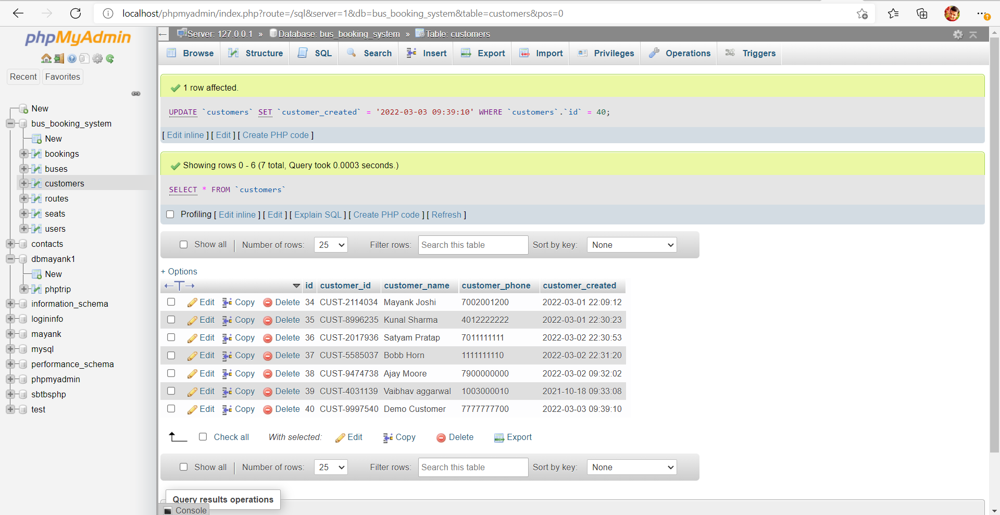 localhost/phpmyadmin/index.php?route=/sql&server=1&db=bus_booking_system&table=customers&pos=0
phpMyAdmin
Recent Favorites
New
bus_booking_system
New
bookings
buses
customers
routes
seats
users
contacts
dbmayank1
New
phptrip
information_schema
logininfo
mayank
mysql
performance_schema
phpmyadmin
sbtbsphp
test
Server: 127.0.0.1 » Database: bus_booking_system » Table: customers
Browse Structure SQL Search Insert Export Import Privileges Operations Triggers
1 row affected.
UPDATE `customers` SET `customer_created` = '2022-03-03 09:39:10' WHERE `customers`.`id` = 40;
[ Edit inline ] [ Edit ] [ Create PHP code ]
Showing rows 0 - 6 (7 total, Query took 0.0003 seconds.)
SELECT * FROM `customers`
Profiling [ Edit inline ] [ Edit ] [ Explain SQL ] [ Create PHP code ] [ Refresh ]
Show all | Number of rows: 25 Filter rows: Search this table Sort by key: None
+ Options
←T→ id customer_id customer_name customer_phone customer_created
Edit Copy Delete 34 CUST-2114034 Mayank Joshi 7002001200 2022-03-01 22:09:12
Edit Copy Delete 35 CUST-8996235 Kunal Sharma 4012222222 2022-03-01 22:30:23
Edit Copy Delete 36 CUST-2017936 Satyam Pratap 7011111111 2022-03-02 22:30:53
Edit Copy Delete 37 CUST-5585037 Bobb Horn 1111111110 2022-03-02 22:31:20
Edit Copy Delete 38 CUST-9474738 Ajay Moore 7900000000 2022-03-02 09:32:02
Edit Copy Delete 39 CUST-4031139 Vaibhav aggarwal 1003000010 2021-10-18 09:33:08
Edit Copy Delete 40 CUST-9997540 Demo Customer 7777777700 2022-03-03 09:39:10
Check all With selected: Edit Copy Delete Export
Show all | Number of rows: 25 Filter rows: Search this table Sort by key: None
Query results operations
Console